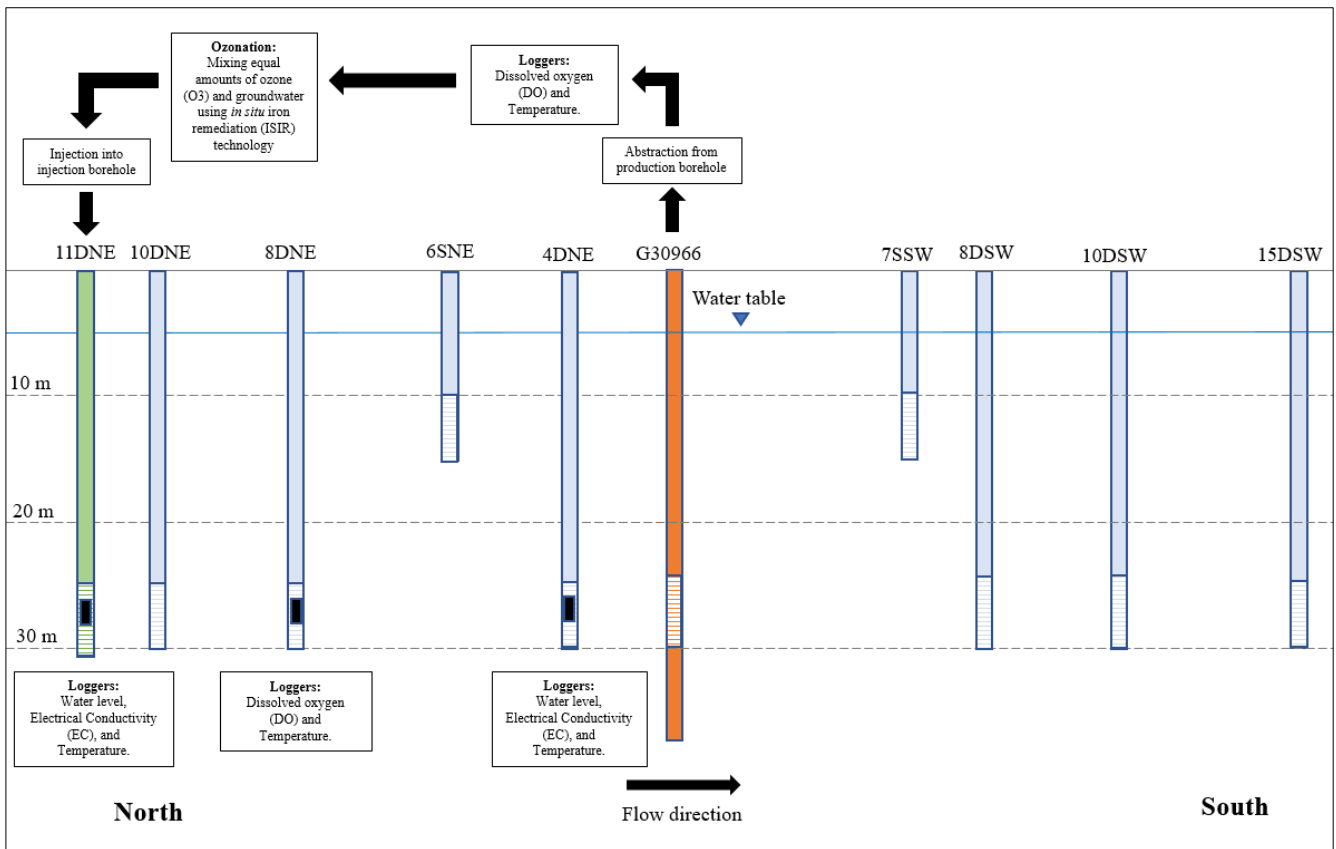 Ozonation:
Mixing equal
amounts of ozone
(O3) and groundwater
using in situ iron
remediation (ISIR)
technology
Loggers:
Dissolved oxygen
(DO) and
Temperature.
Injection into
injection borehole
Abstraction from
production borehole
11DNE 10DNE 8DNE 6SNE 4DNE G30966 7SSW 8DSW 10DSW 15DSW
Water table
10 m
20 m
30 m
Loggers:
Water level,
Electrical Conductivity
(EC), and
Temperature.
Loggers:
Dissolved oxygen
(DO) and
Temperature.
Loggers:
Water level,
Electrical Conductivity
(EC), and
Temperature.
North
Flow direction
South